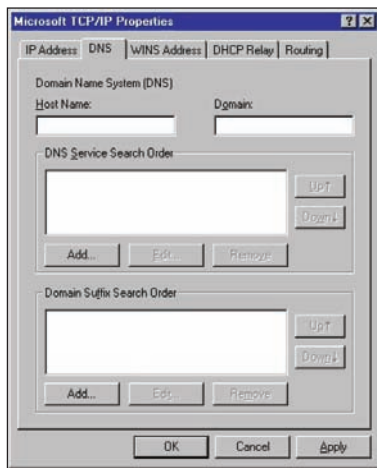 Microsoft TCP/IP Properties
IP Address DNS WINS Address DHCP Relay Routing
Domain Name System (DNS)
Host Name: Domain:
DNS Service Search Order
Up↑
Down↓
Add... Edit... Remove
Domain Suffix Search Order
Up↑
Down↓
Add... Edit... Remove
OK Cancel Apply